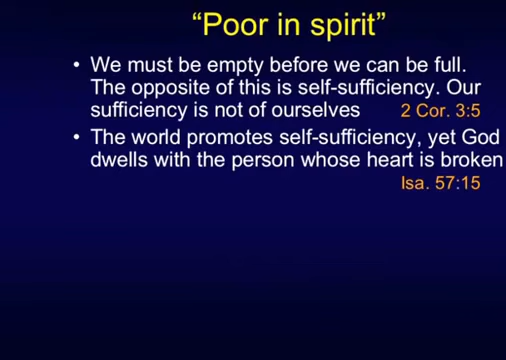 “Poor in spirit”
• We must be empty before we can be full.
The opposite of this is self-sufficiency. Our
sufficiency is not of ourselves 2 Cor. 3:5
• The world promotes self-sufficiency, yet God
dwells with the person whose heart is broken
Isa. 57:15